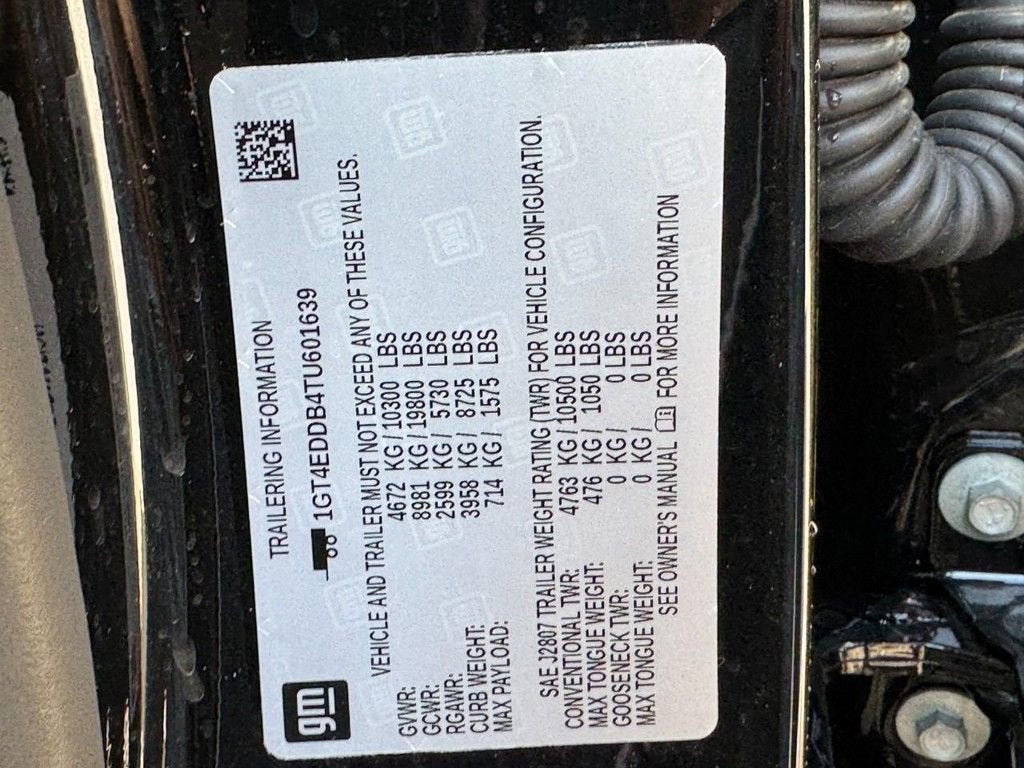 gm
TRAILERING INFORMATION
1GT4EDDB4TU601639
VEHICLE AND TRAILER MUST NOT EXCEED ANY OF THESE VALUES.
GVWR: 4672 KG / 10300 LBS
GCWR: 8981 KG / 19800 LBS
RGAWR: 2599 KG / 5730 LBS
CURB WEIGHT: 3958 KG / 8725 LBS
MAX PAYLOAD: 714 KG / 1575 LBS
SAE J2807 TRAILER WEIGHT RATING (TWR) FOR VEHICLE CONFIGURATION.
CONVENTIONAL TWR: 4763 KG / 10500 LBS
MAX TONGUE WEIGHT: 476 KG / 1050 LBS
GOOSENECK TWR: 0 KG / 0 LBS
MAX TONGUE WEIGHT: 0 KG / 0 LBS
SEE OWNER'S MANUAL FOR MORE INFORMATION